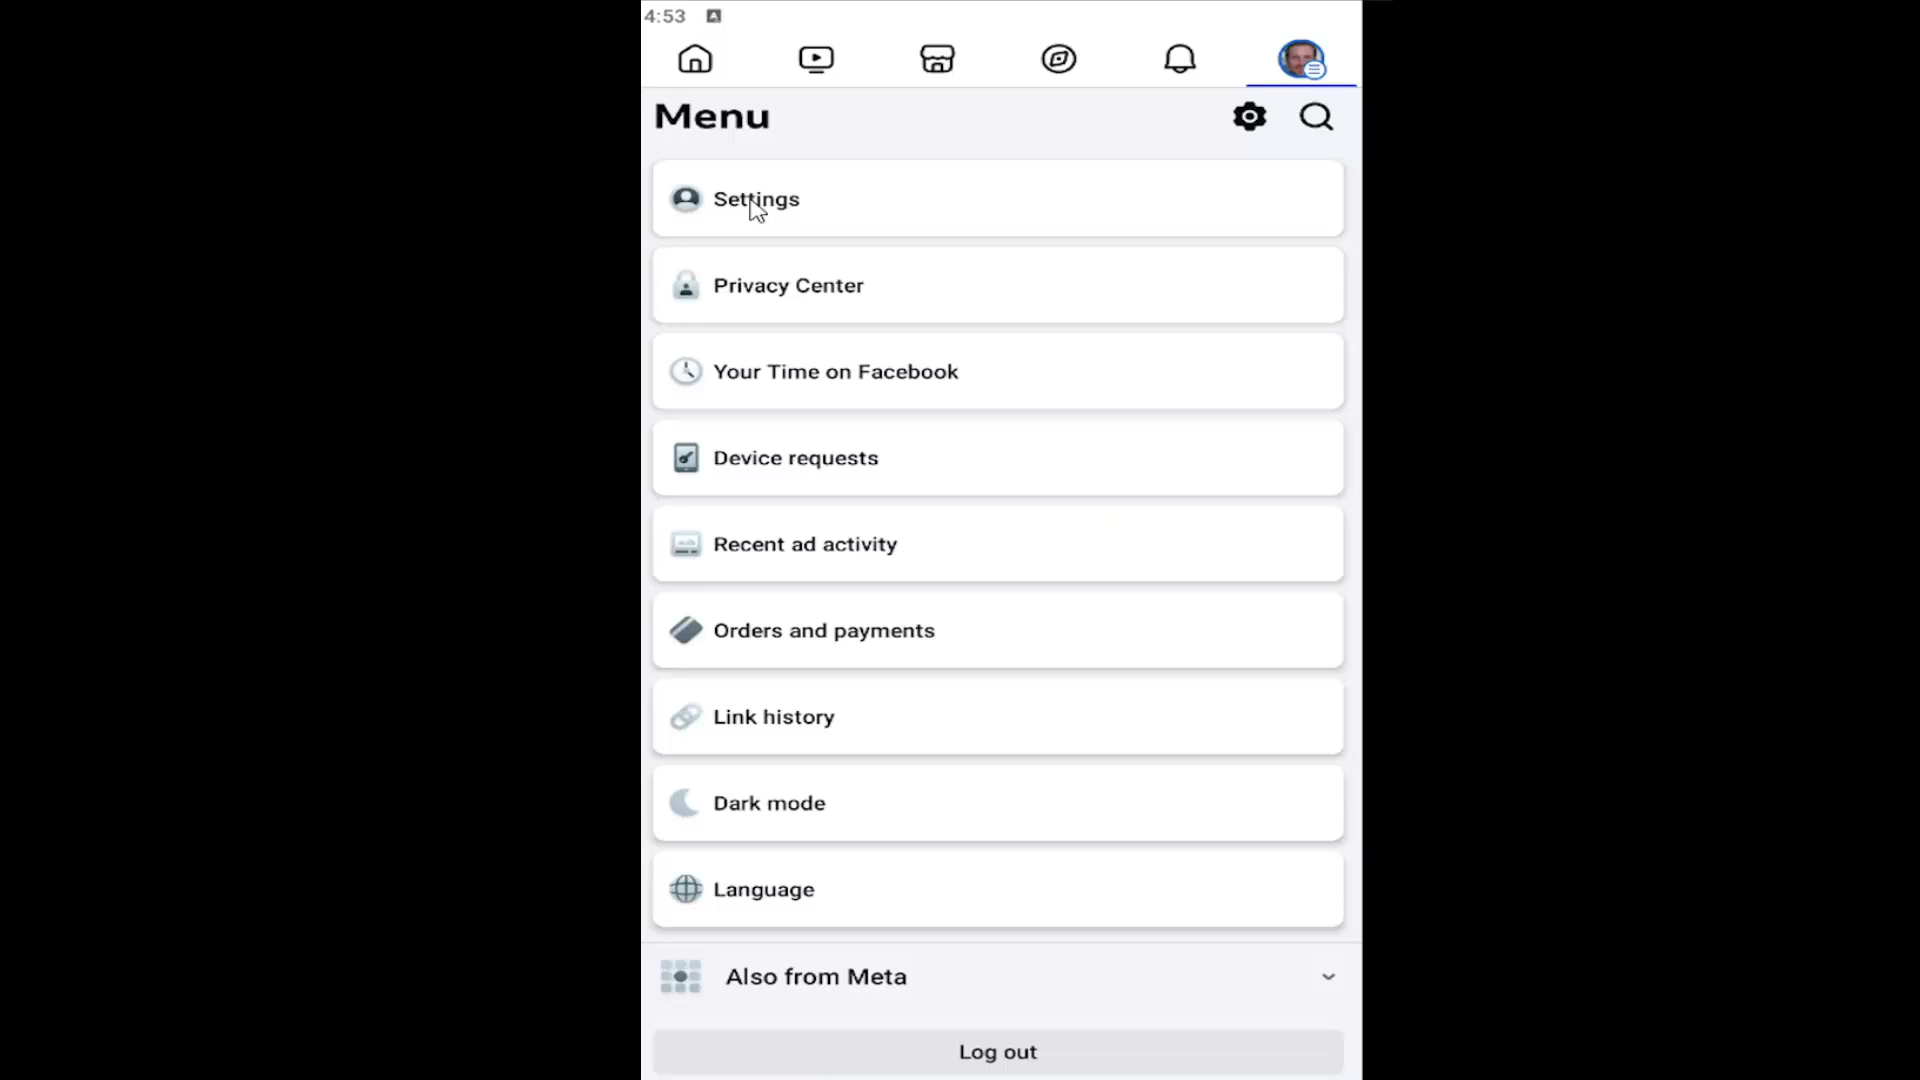 4:53
Menu
Settings
Privacy Center
Your Time on Facebook
Device requests
Recent ad activity
Orders and payments
Link history
Dark mode
Language
Also from Meta
Log out